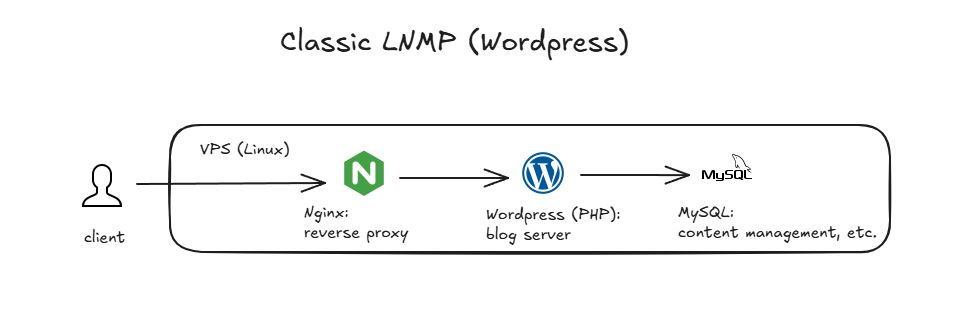 Classic LNMP (Wordpress)
VPS (Linux)
N
W
MySQL
client
Nginx:
reverse proxy
Wordpress (PHP):
blog server
MySQL:
content management, etc.